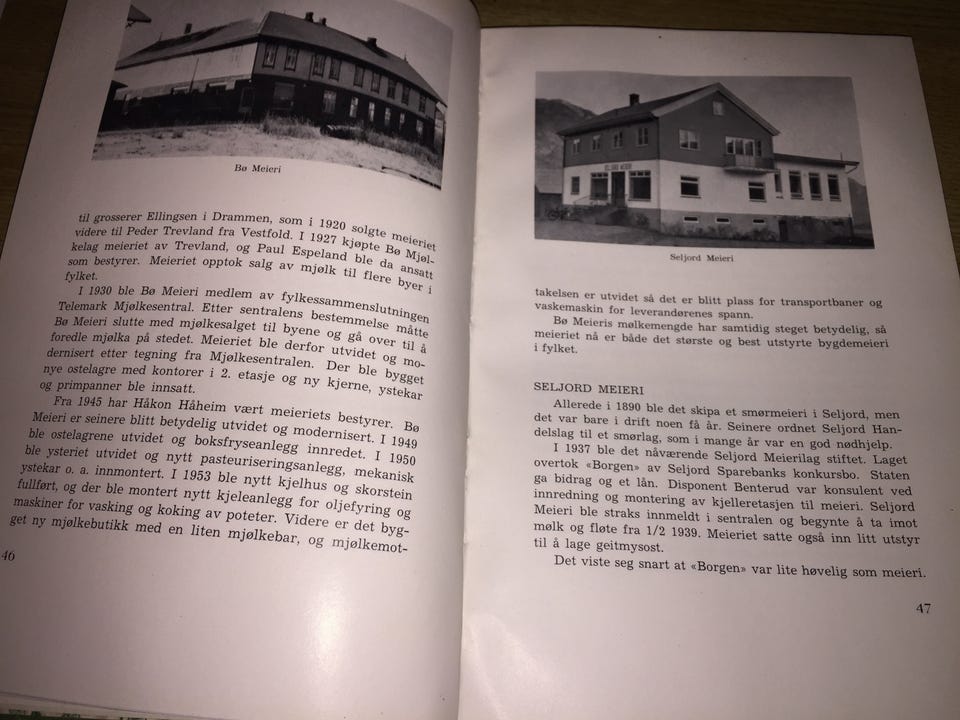 Bø Meieri
til grosserer Ellingsen i Drammen, som i 1920 solgte meieriet
videre til Peder Trevland fra Vestfold. I 1927 kjøpte Bø Mjøl-
kelag meieriet av Trevland, og Paul Espeland ble da ansatt
som bestyrer. Meieriet opptok salg av mjølk til flere byer i
fylket.
I 1930 ble Bø Meieri medlem av fylkessammenslutningen
Telemark Mjølkesentral. Etter sentralens bestemmelse måtte
Bø Meieri slutte med mjølkesalget til byene og gå over til å
foredle mjølka på stedet. Meieriet ble derfor utvidet og mo-
dernisert etter tegning fra Mjølkesentralen. Der ble bygget
nye ostelagre med kontorer i 2. etasje og ny kjerne, ystekar
og primpanner ble innsatt.
Fra 1945 har Håkon Håheim vært meieriets bestyrer. Bø
Meieri er seinere blitt betydelig utvidet og modernisert. I 1949
ble ostelagrene utvidet og boksfryseanlegg innredet. I 1950
ble ysteriet utvidet og nytt pasteuriseringsanlegg, mekanisk
ystekar o. a. innmontert. I 1953 ble nytt kjelhus og skorstein
fullført, og der ble montert nytt kjeleanlegg for oljefyring og
maskiner for vasking og koking av poteter. Videre er det byg-
get ny mjølkebutikk med en liten mjølkebar, og mjølkemot-
46
SELJORD MEIERI
Seljord Meieri
takelsen er utvidet så det er blitt plass for transportbaner og
vaskemaskin for leverandørenes spann.
Bø Meieris mølkemengde har samtidig steget betydelig, så
meieriet nå er både det største og best utstyrte bygdemeieri
i fylket.
SELJORD MEIERI
Allerede i 1890 ble det skipa et smørmeieri i Seljord, men
det var bare i drift noen få år. Seinere ordnet Seljord Han-
delslag til et smørlag, som i mange år var en god nødhjelp.
I 1937 ble det nåværende Seljord Meierilag stiftet. Laget
overtok «Borgen» av Seljord Sparebanks konkursbo. Staten
ga bidrag og et lån. Disponent Benterud var konsulent ved
innredning og montering av kjelleretasjen til meieri. Seljord
Meieri ble straks innmeldt i sentralen og begynte å ta imot
mølk og fløte fra 1/2 1939. Meieriet satte også inn litt utstyr
til å lage geitmysost.
Det viste seg snart at «Borgen» var lite høvelig som meieri.
47